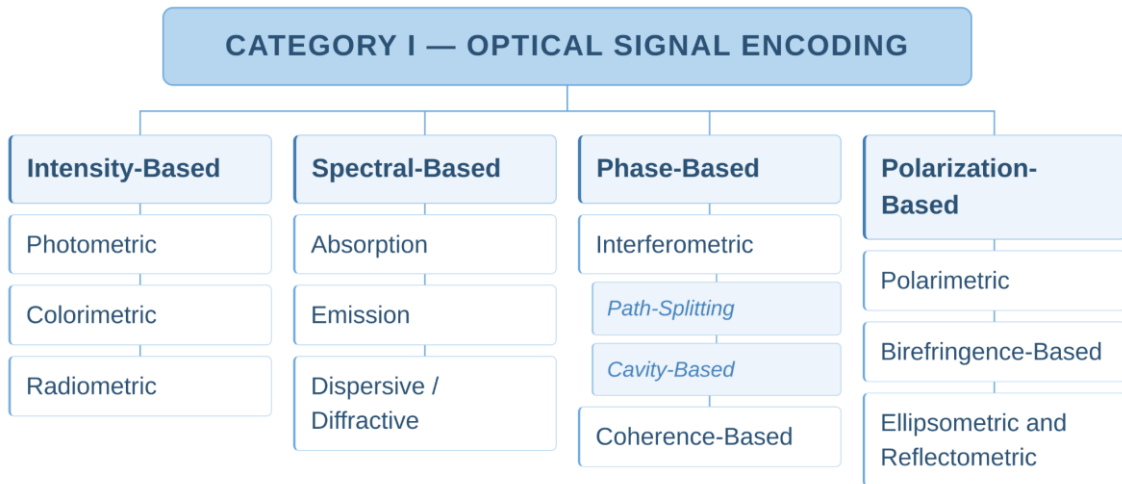 CATEGORY I — OPTICAL SIGNAL ENCODING
Intensity-Based
Photometric
Colorimetric
Radiometric
Spectral-Based
Absorption
Emission
Dispersive /
Diffractive
Phase-Based
Interferometric
Path-Splitting
Cavity-Based
Coherence-Based
Polarization-
Based
Polarimetric
Birefringence-Based
Ellipsometric and
Reflectometric